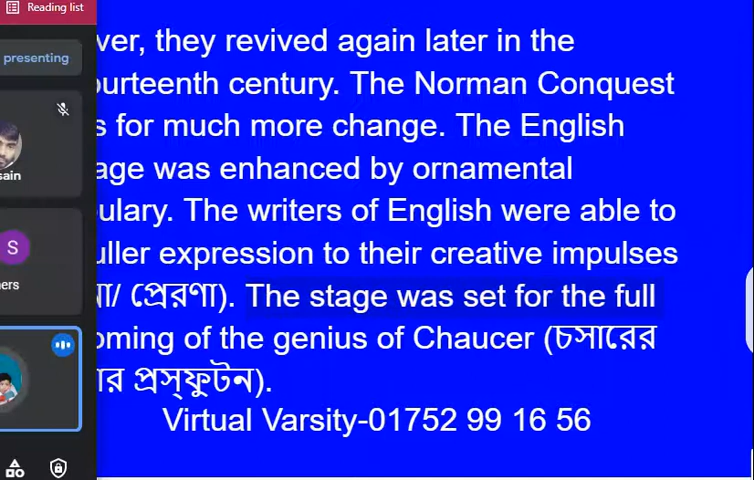 Reading list
presenting
ver, they revived again later in the
ourteenth century. The Norman Conquest
s for much more change. The English
age was enhanced by ornamental
bulary. The writers of English were able to
uller expression to their creative impulses
sain
S
ners
না/ প্রেরণা). The stage was set for the full
oming of the genius of Chaucer (চসারের
ার প্রস্ফুটন).
Virtual Varsity-01752 99 16 56